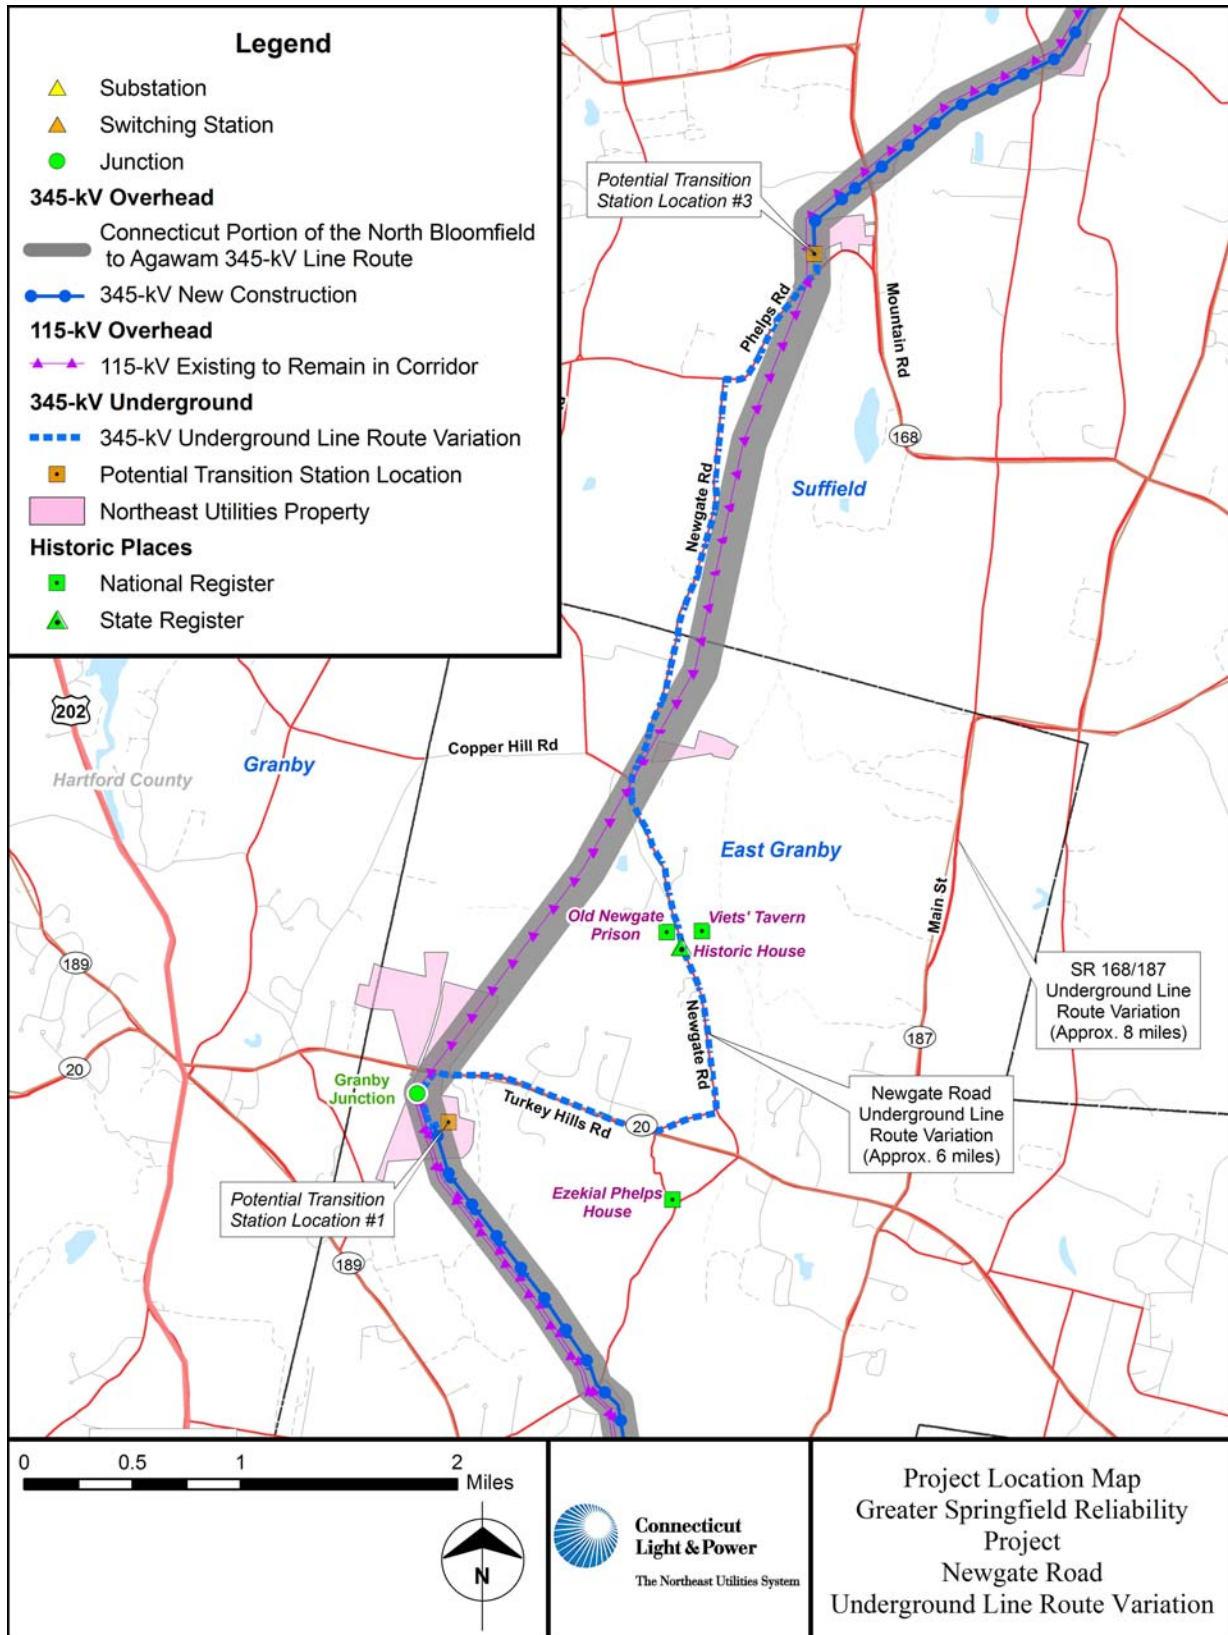 Legend
Substation
Switching Station
Junction
345-kV Overhead
Connecticut Portion of the North Bloomfield
to Agawam 345-kV Line Route
345-kV New Construction
115-kV Overhead
115-kV Existing to Remain in Corridor
345-kV Underground
345-kV Underground Line Route Variation
Potential Transition Station Location
Northeast Utilities Property
Historic Places
National Register
State Register
Potential Transition
Station Location #3
Phelps Rd
Mountain Rd
168
Newgate Rd
Suffield
202
Copper Hill Rd
Granby
Hartford County
East Granby
Main St
Old Newgate
Prison
Viets' Tavern
Historic House
189
SR 168/187
Underground Line
Route Variation
(Approx. 8 miles)
187
Newgate Rd
20
Granby
Junction
Turkey Hills Rd
20
Newgate Road
Underground Line
Route Variation
(Approx. 6 miles)
Potential Transition
Station Location #1
Ezekial Phelps
House
189
0 0.5 1 2
Miles
N
Connecticut
Light & Power
The Northeast Utilities System
Project Location Map
Greater Springfield Reliability
Project
Newgate Road
Underground Line Route Variation